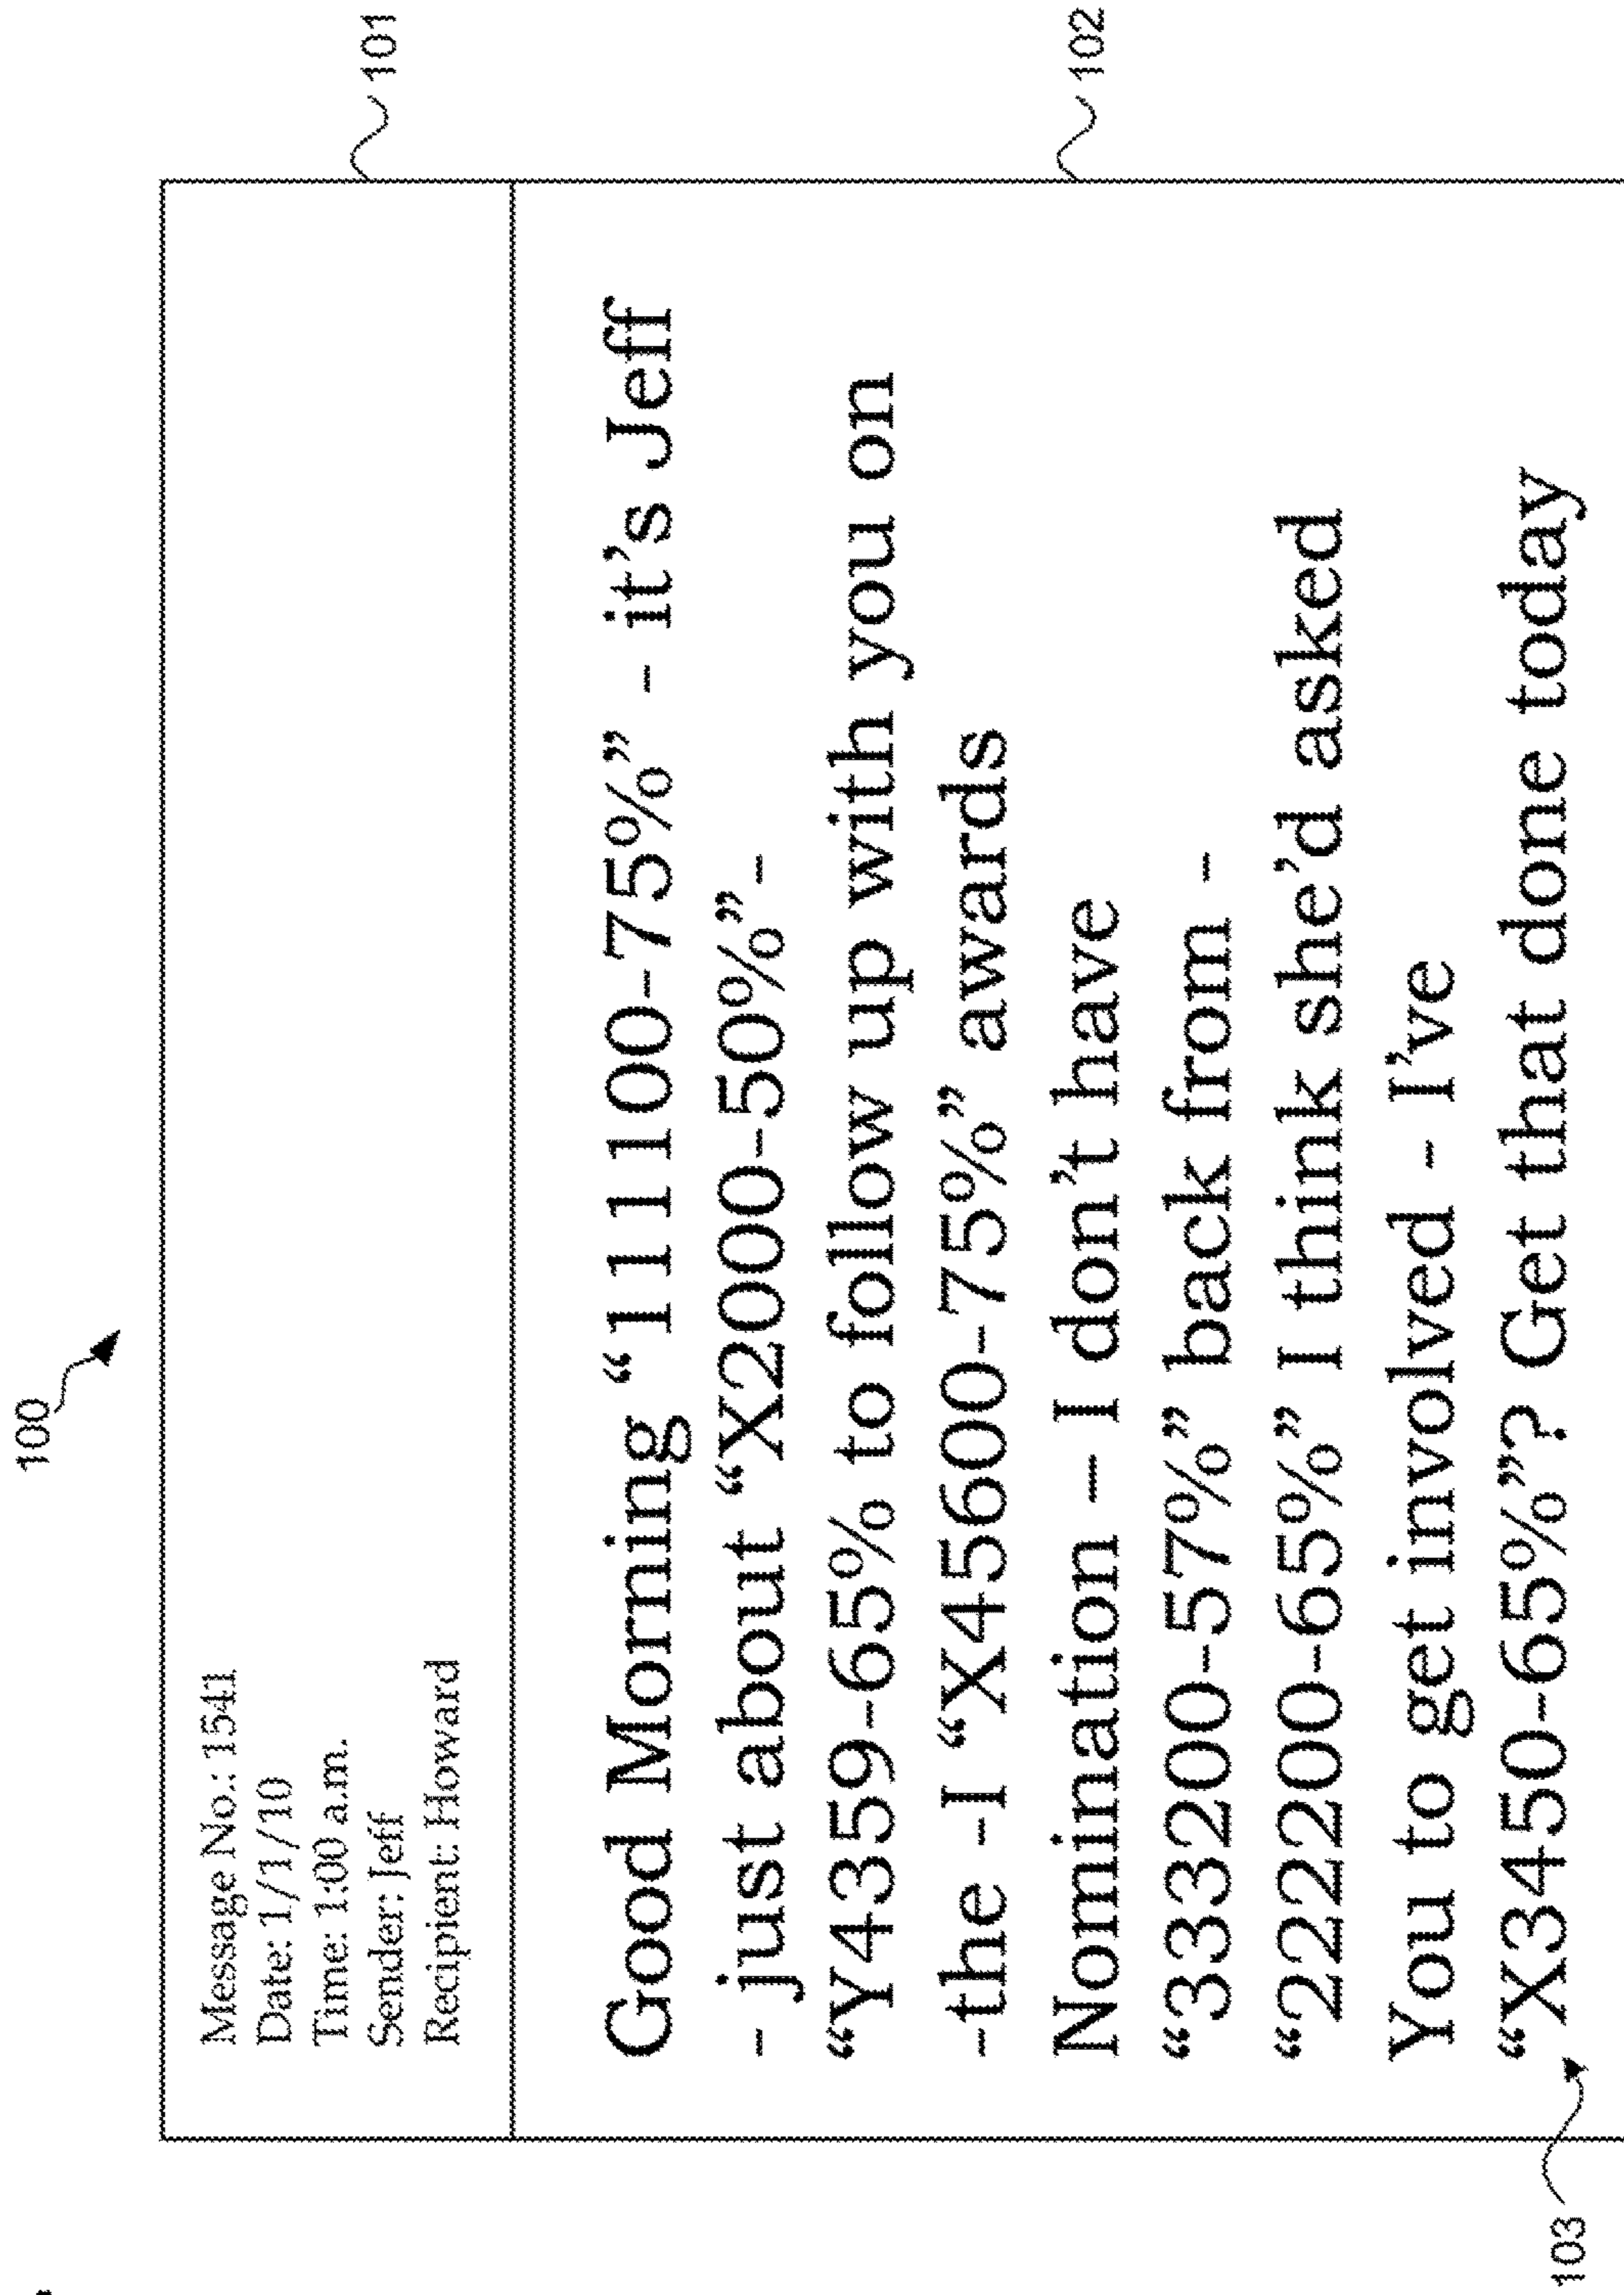 100
101
Message No.: 1541
Date: 1/1/10
Time: 1:00 a.m.
Sender: Jeff
Recipient: Howard
102
Good Morning “111100-75%” - it’s Jeff
- just about “X2000-50%”-
“Y4359-65% to follow up with you on
-the -I “X45600-75%” awards
Nomination – I don’t have
“333200-57%” back from -
“222200-65%” I think she’d asked
You to get involved - I’ve
“X3450-65%”? Get that done today
103